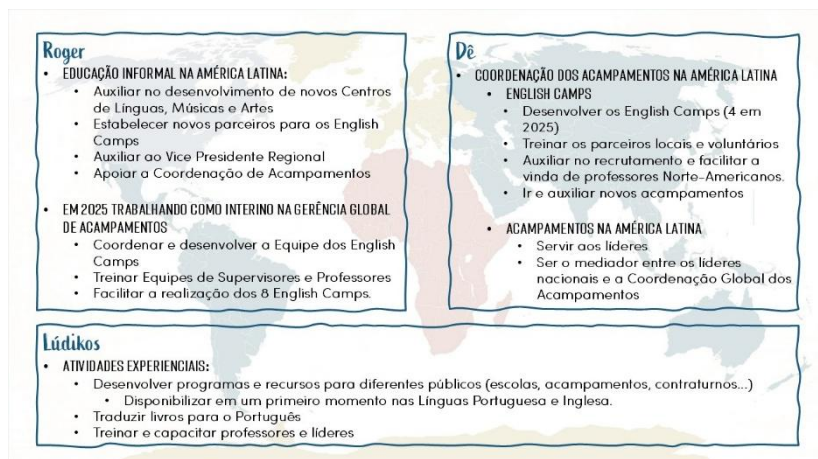 Roger
• EDUCAÇÃO INFORMAL NA AMÉRICA LATINA:
• Auxiliar no desenvolvimento de novos Centros
de Línguas, Músicas e Artes
• Estabelecer novos parceiros para os English
Camps
• Auxiliar ao Vice Presidente Regional
• Apoiar a Coordenação de Acampamentos
• EM 2025 TRABALHANDO COMO INTERINO NA GERÊNCIA GLOBAL
DE ACAMPAMENTOS
• Coordenar e desenvolver a Equipe dos English
Camps
• Treinar Equipes de Supervisores e Professores
• Facilitar a realização dos 8 English Camps.
Dê
• COORDENAÇÃO DOS ACAMPAMENTOS NA AMÉRICA LATINA
• ENGLISH CAMPS
• Desenvolver os English Camps (4 em
2025)
• Treinar os parceiros locais e voluntários
• Auxiliar no recrutamento e facilitar a
vinda de professores Norte-Americanos.
• Ir e auxiliar novos acampamentos
• ACAMPAMENTOS NA AMÉRICA LATINA
• Servir aos líderes
• Ser o mediador entre os líderes
nacionais e a Coordenação Global dos
Acampamentos
Lúdikos
• ATIVIDADES EXPERIENCIAIS:
• Desenvolver programas e recursos para diferentes públicos (escolas, acampamentos, contraturnos...)
• Disponibilizar em um primeiro momento nas Línguas Portuguesa e Inglesa.
• Traduzir livros para o Português
• Treinar e capacitar professores e líderes